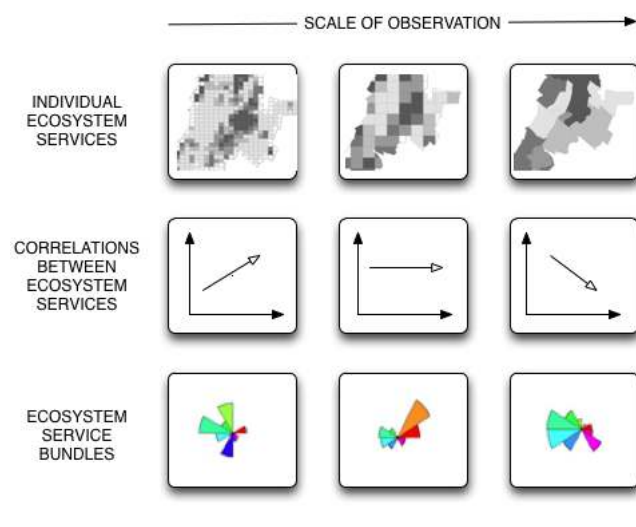 SCALE OF OBSERVATION
INDIVIDUAL
ECOSYSTEM
SERVICES
CORRELATIONS
BETWEEN
ECOSYSTEM
SERVICES
ECOSYSTEM
SERVICE
BUNDLES